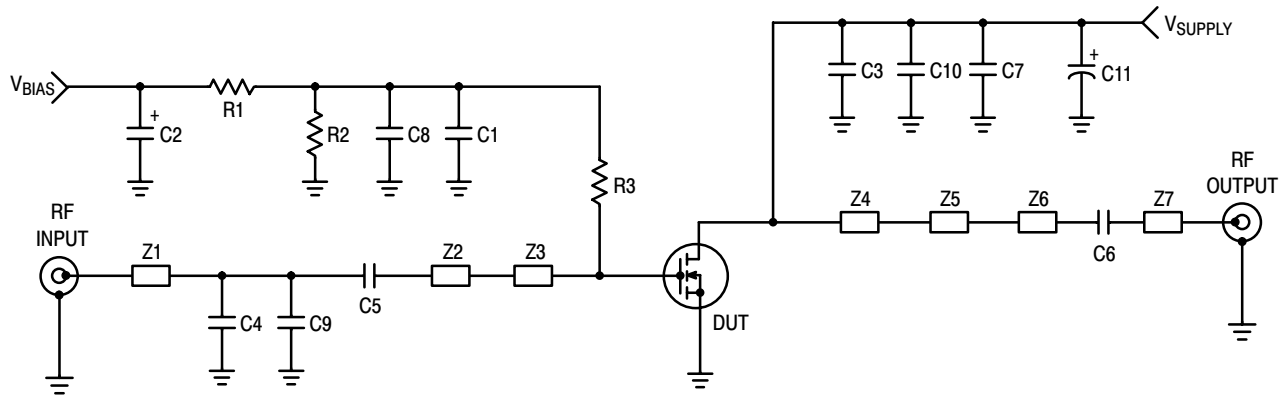 VSUPPLY
VBIAS
+
C2
R1
R2
C8
C1
R3
C3
C10
C7
+
C11
RF
INPUT
Z1
C4
C9
C5
Z2
Z3
DUT
Z4
Z5
Z6
C6
Z7
RF
OUTPUT